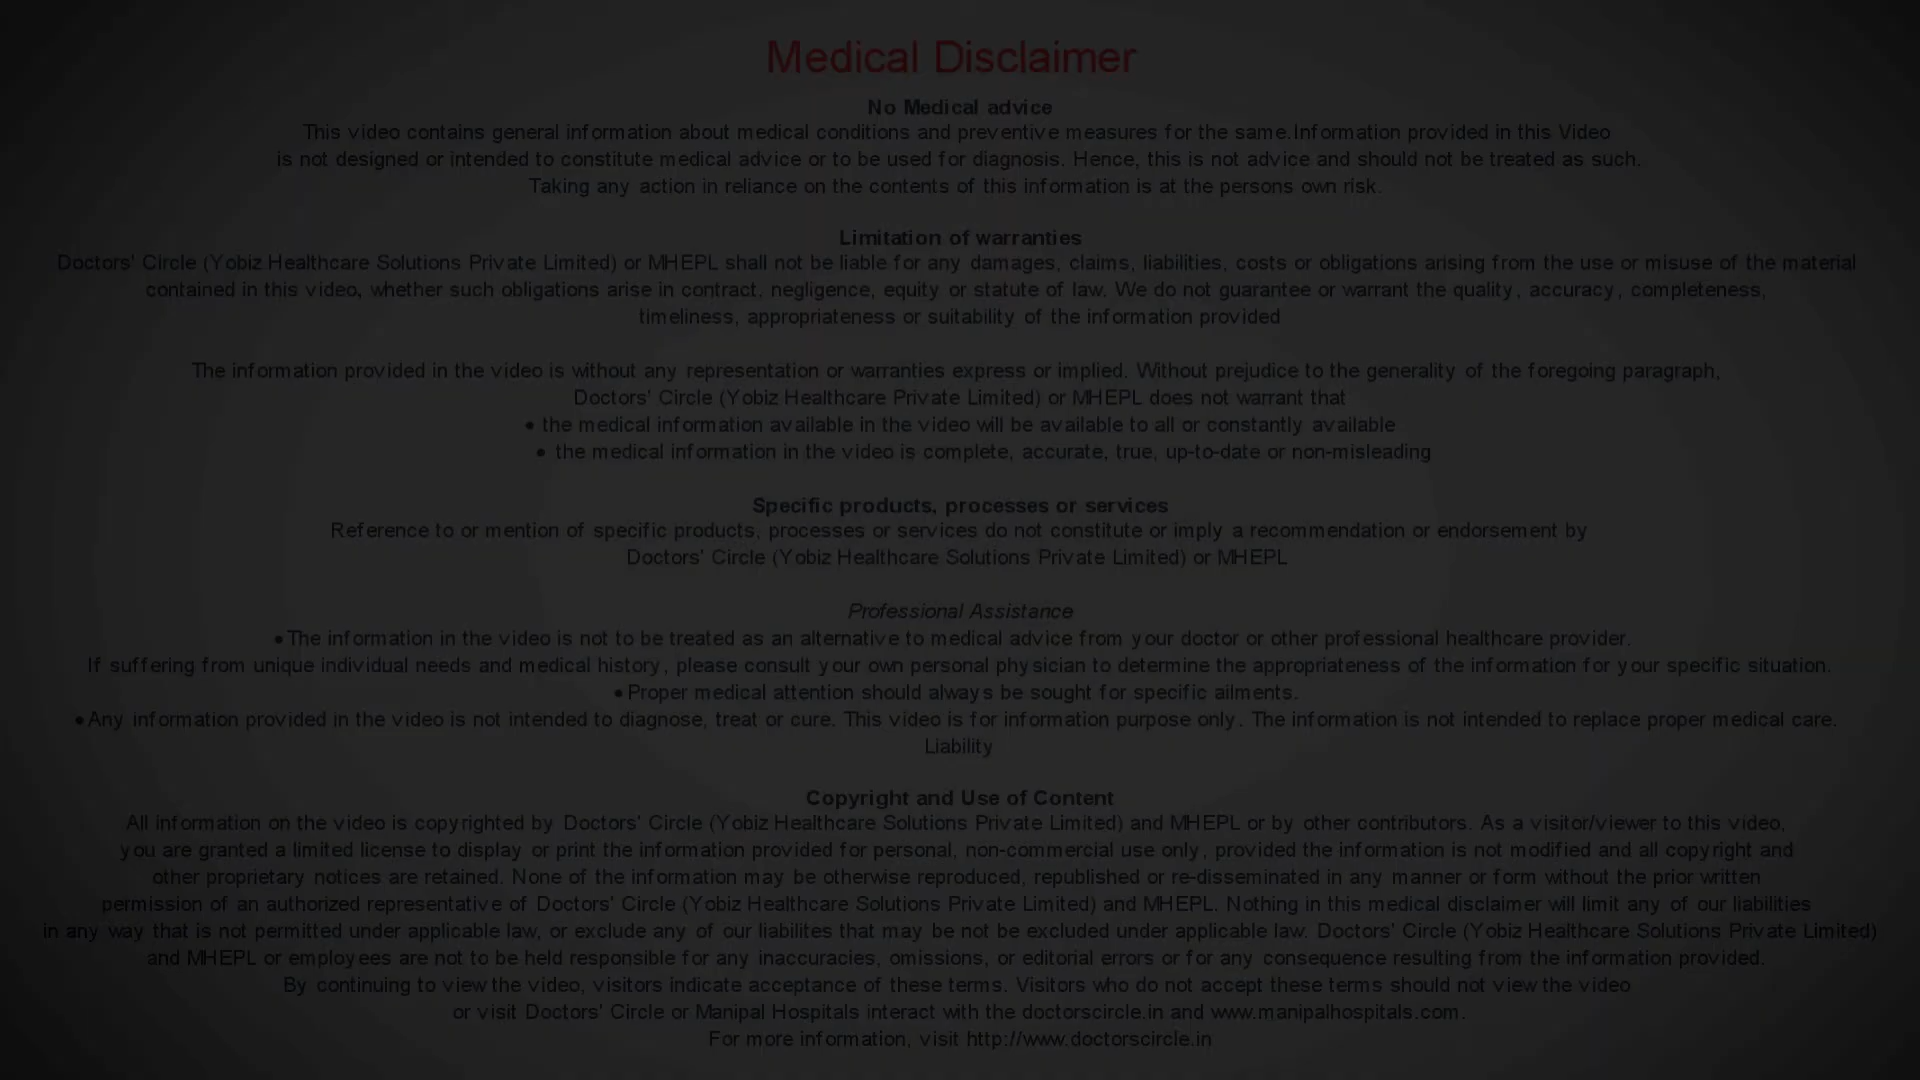 Medical Disclaimer
No Medical advice
This video contains general information about medical conditions and preventive measures for the same.Information provided in this Video
is not designed or intended to constitute medical advice or to be used for diagnosis. Hence, this is not advice and should not be treated as such.
Taking any action in reliance on the contents of this information is at the persons own risk.
Limitation of warranties
Doctors' Circle (Yobiz Healthcare Solutions Private Limited) or MHEPL shall not be liable for any damages, claims, liabilities, costs or obligations arising from the use or misuse of the material
contained in this video, whether such obligations arise in contract, negligence, equity or statute of law. We do not guarantee or warrant the quality, accuracy, completeness,
timeliness, appropriateness or suitability of the information provided
The information provided in the video is without any representation or warranties express or implied. Without prejudice to the generality of the foregoing paragraph,
Doctors' Circle (Yobiz Healthcare Private Limited) or MHEPL does not warrant that
• the medical information available in the video will be available to all or constantly available
• the medical information in the video is complete, accurate, true, up-to-date or non-misleading
Specific products, processes or services
Reference to or mention of specific products, processes or services do not constitute or imply a recommendation or endorsement by
Doctors' Circle (Yobiz Healthcare Solutions Private Limited) or MHEPL
Professional Assistance
•The information in the video is not to be treated as an alternative to medical advice from your doctor or other professional healthcare provider.
If suffering from unique individual needs and medical history, please consult your own personal physician to determine the appropriateness of the information for your specific situation.
•Proper medical attention should always be sought for specific ailments.
•Any information provided in the video is not intended to diagnose, treat or cure. This video is for information purpose only. The information is not intended to replace proper medical care.
Liability
Copyright and Use of Content
All information on the video is copyrighted by Doctors' Circle (Yobiz Healthcare Solutions Private Limited) and MHEPL or by other contributors. As a visitor/viewer to this video,
you are granted a limited license to display or print the information provided for personal, non-commercial use only, provided the information is not modified and all copyright and
other proprietary notices are retained. None of the information may be otherwise reproduced, republished or re-disseminated in any manner or form without the prior written
permission of an authorized representative of Doctors' Circle (Yobiz Healthcare Solutions Private Limited) and MHEPL. Nothing in this medical disclaimer will limit any of our liabilities
in any way that is not permitted under applicable law, or exclude any of our liabilites that may be not be excluded under applicable law. Doctors' Circle (Yobiz Healthcare Solutions Private Limited)
and MHEPL or employees are not to be held responsible for any inaccuracies, omissions, or editorial errors or for any consequence resulting from the information provided.
By continuing to view the video, visitors indicate acceptance of these terms. Visitors who do not accept these terms should not view the video
or visit Doctors' Circle or Manipal Hospitals interact with the doctorscircle.in and www.manipalhospitals.com.
For more information, visit http://www.doctorscircle.in